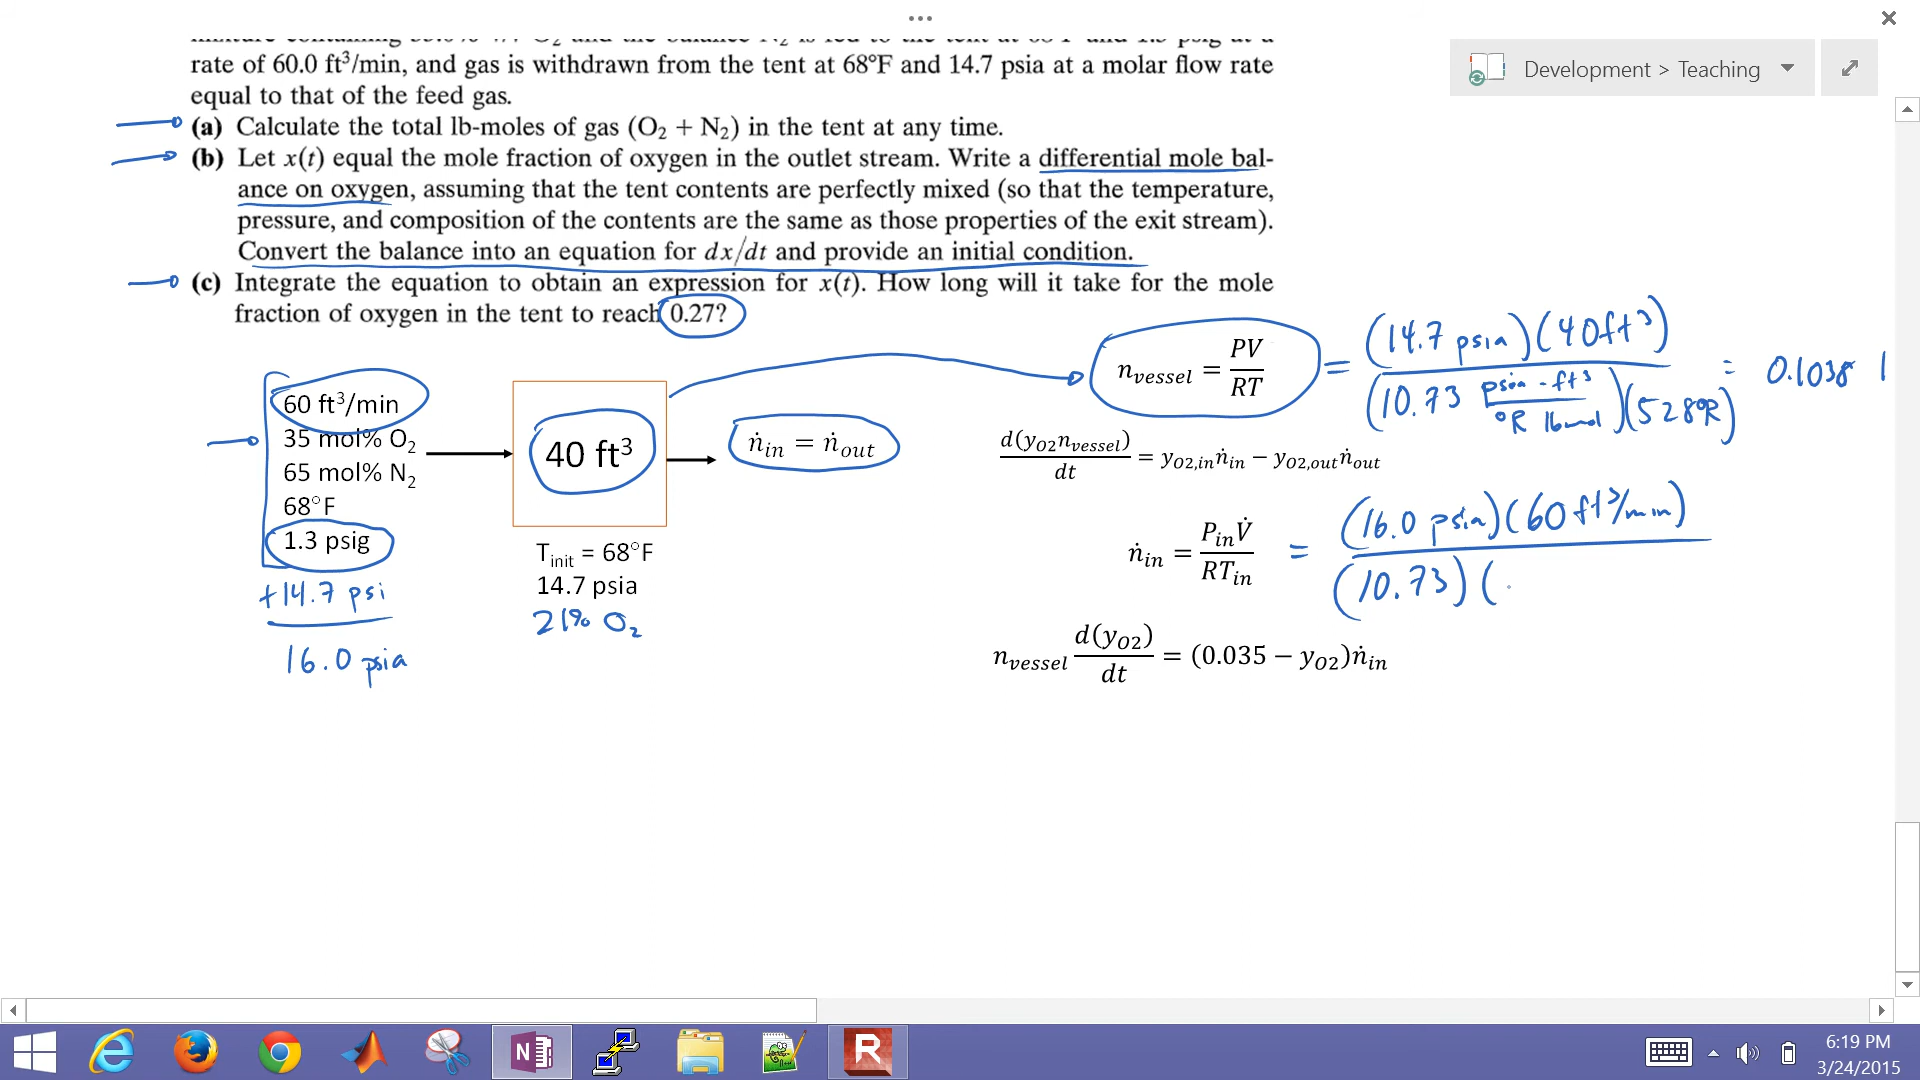 rate of 60.0 ft³/min, and gas is withdrawn from the tent at 68°F and 14.7 psia at a molar flow rate
equal to that of the feed gas.
(a) Calculate the total lb-moles of gas (O₂ + N₂) in the tent at any time.
(b) Let x(t) equal the mole fraction of oxygen in the outlet stream. Write a differential mole bal-
ance on oxygen, assuming that the tent contents are perfectly mixed (so that the temperature,
pressure, and composition of the contents are the same as those properties of the exit stream).
Convert the balance into an equation for dx/dt and provide an initial condition.
(c) Integrate the equation to obtain an expression for x(t). How long will it take for the mole
fraction of oxygen in the tent to reach 0.27?
Development > Teaching
60 ft³/min
35 mol% O₂
65 mol% N₂
68°F
1.3 psig
+14.7 psi
16.0 psia
40 ft³
T_init = 68°F
14.7 psia
21% O₂
ṅ_in = ṅ_out
n_vessel = PV/RT = (14.7 psia)(40 ft³) / (10.73 psia-ft³/°R lbmol)(528°R) = 0.1038 l
d(y_O2 n_vessel)/dt = y_O2,in ṅ_in − y_O2,out ṅ_out
ṅ_in = P_in V̇/RT_in = (16.0 psia)(60 ft³/min) / (10.73)(
n_vessel d(y_O2)/dt = (0.035 − y_O2)ṅ_in
6:19 PM
3/24/2015